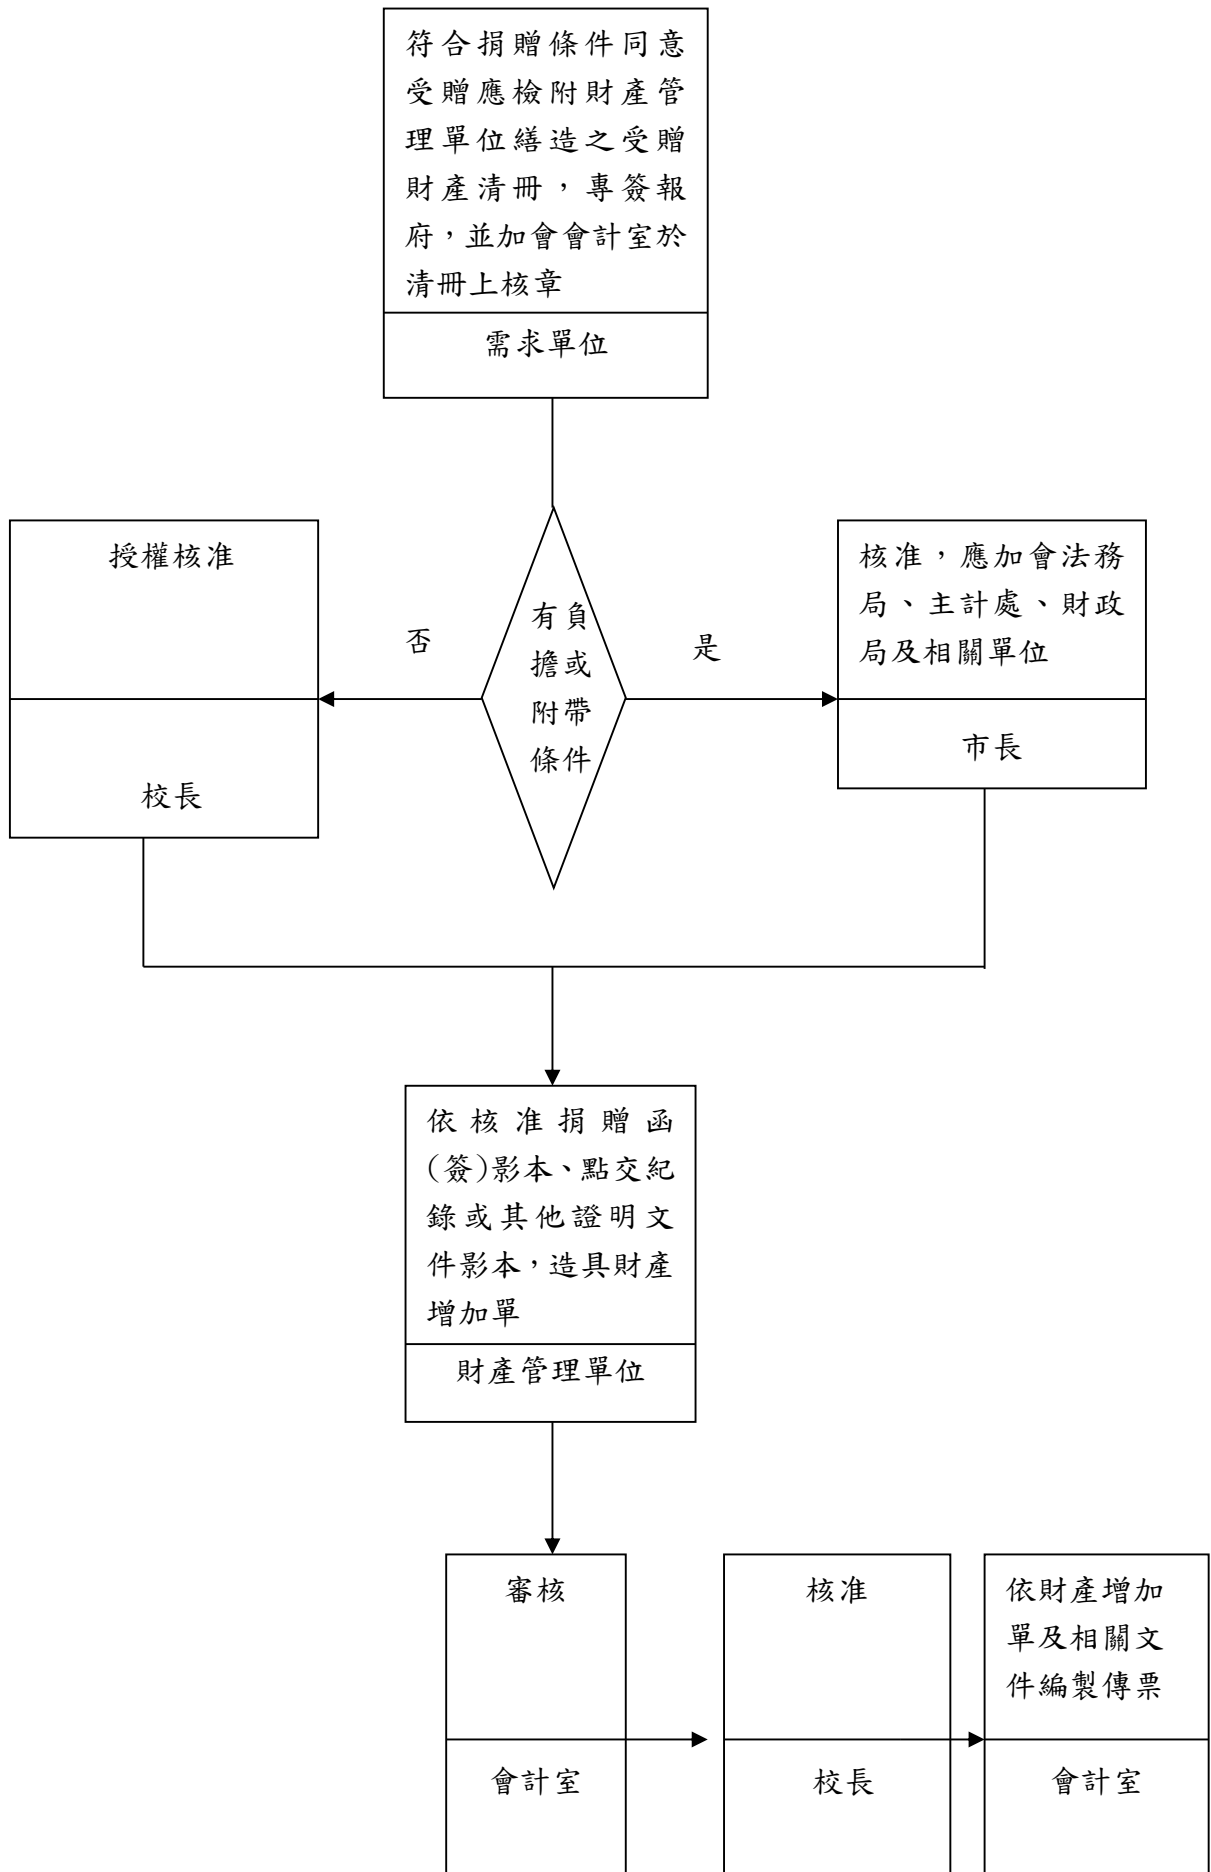 符合捐贈條件同意
受贈應檢附財產管
理單位繕造之受贈
財產清冊，專簽報
府，並加會會計室於
清冊上核章
需求單位
授權核准
校長
否
有負
擔或
附帶
條件
是
核准，應加會法務
局、主計處、財政
局及相關單位
市長
依核准捐贈函
(簽)影本、點交紀
錄或其他證明文
件影本，造具財產
增加單
財產管理單位
審核
會計室
核准
校長
依財產增加
單及相關文
件編製傳票
會計室